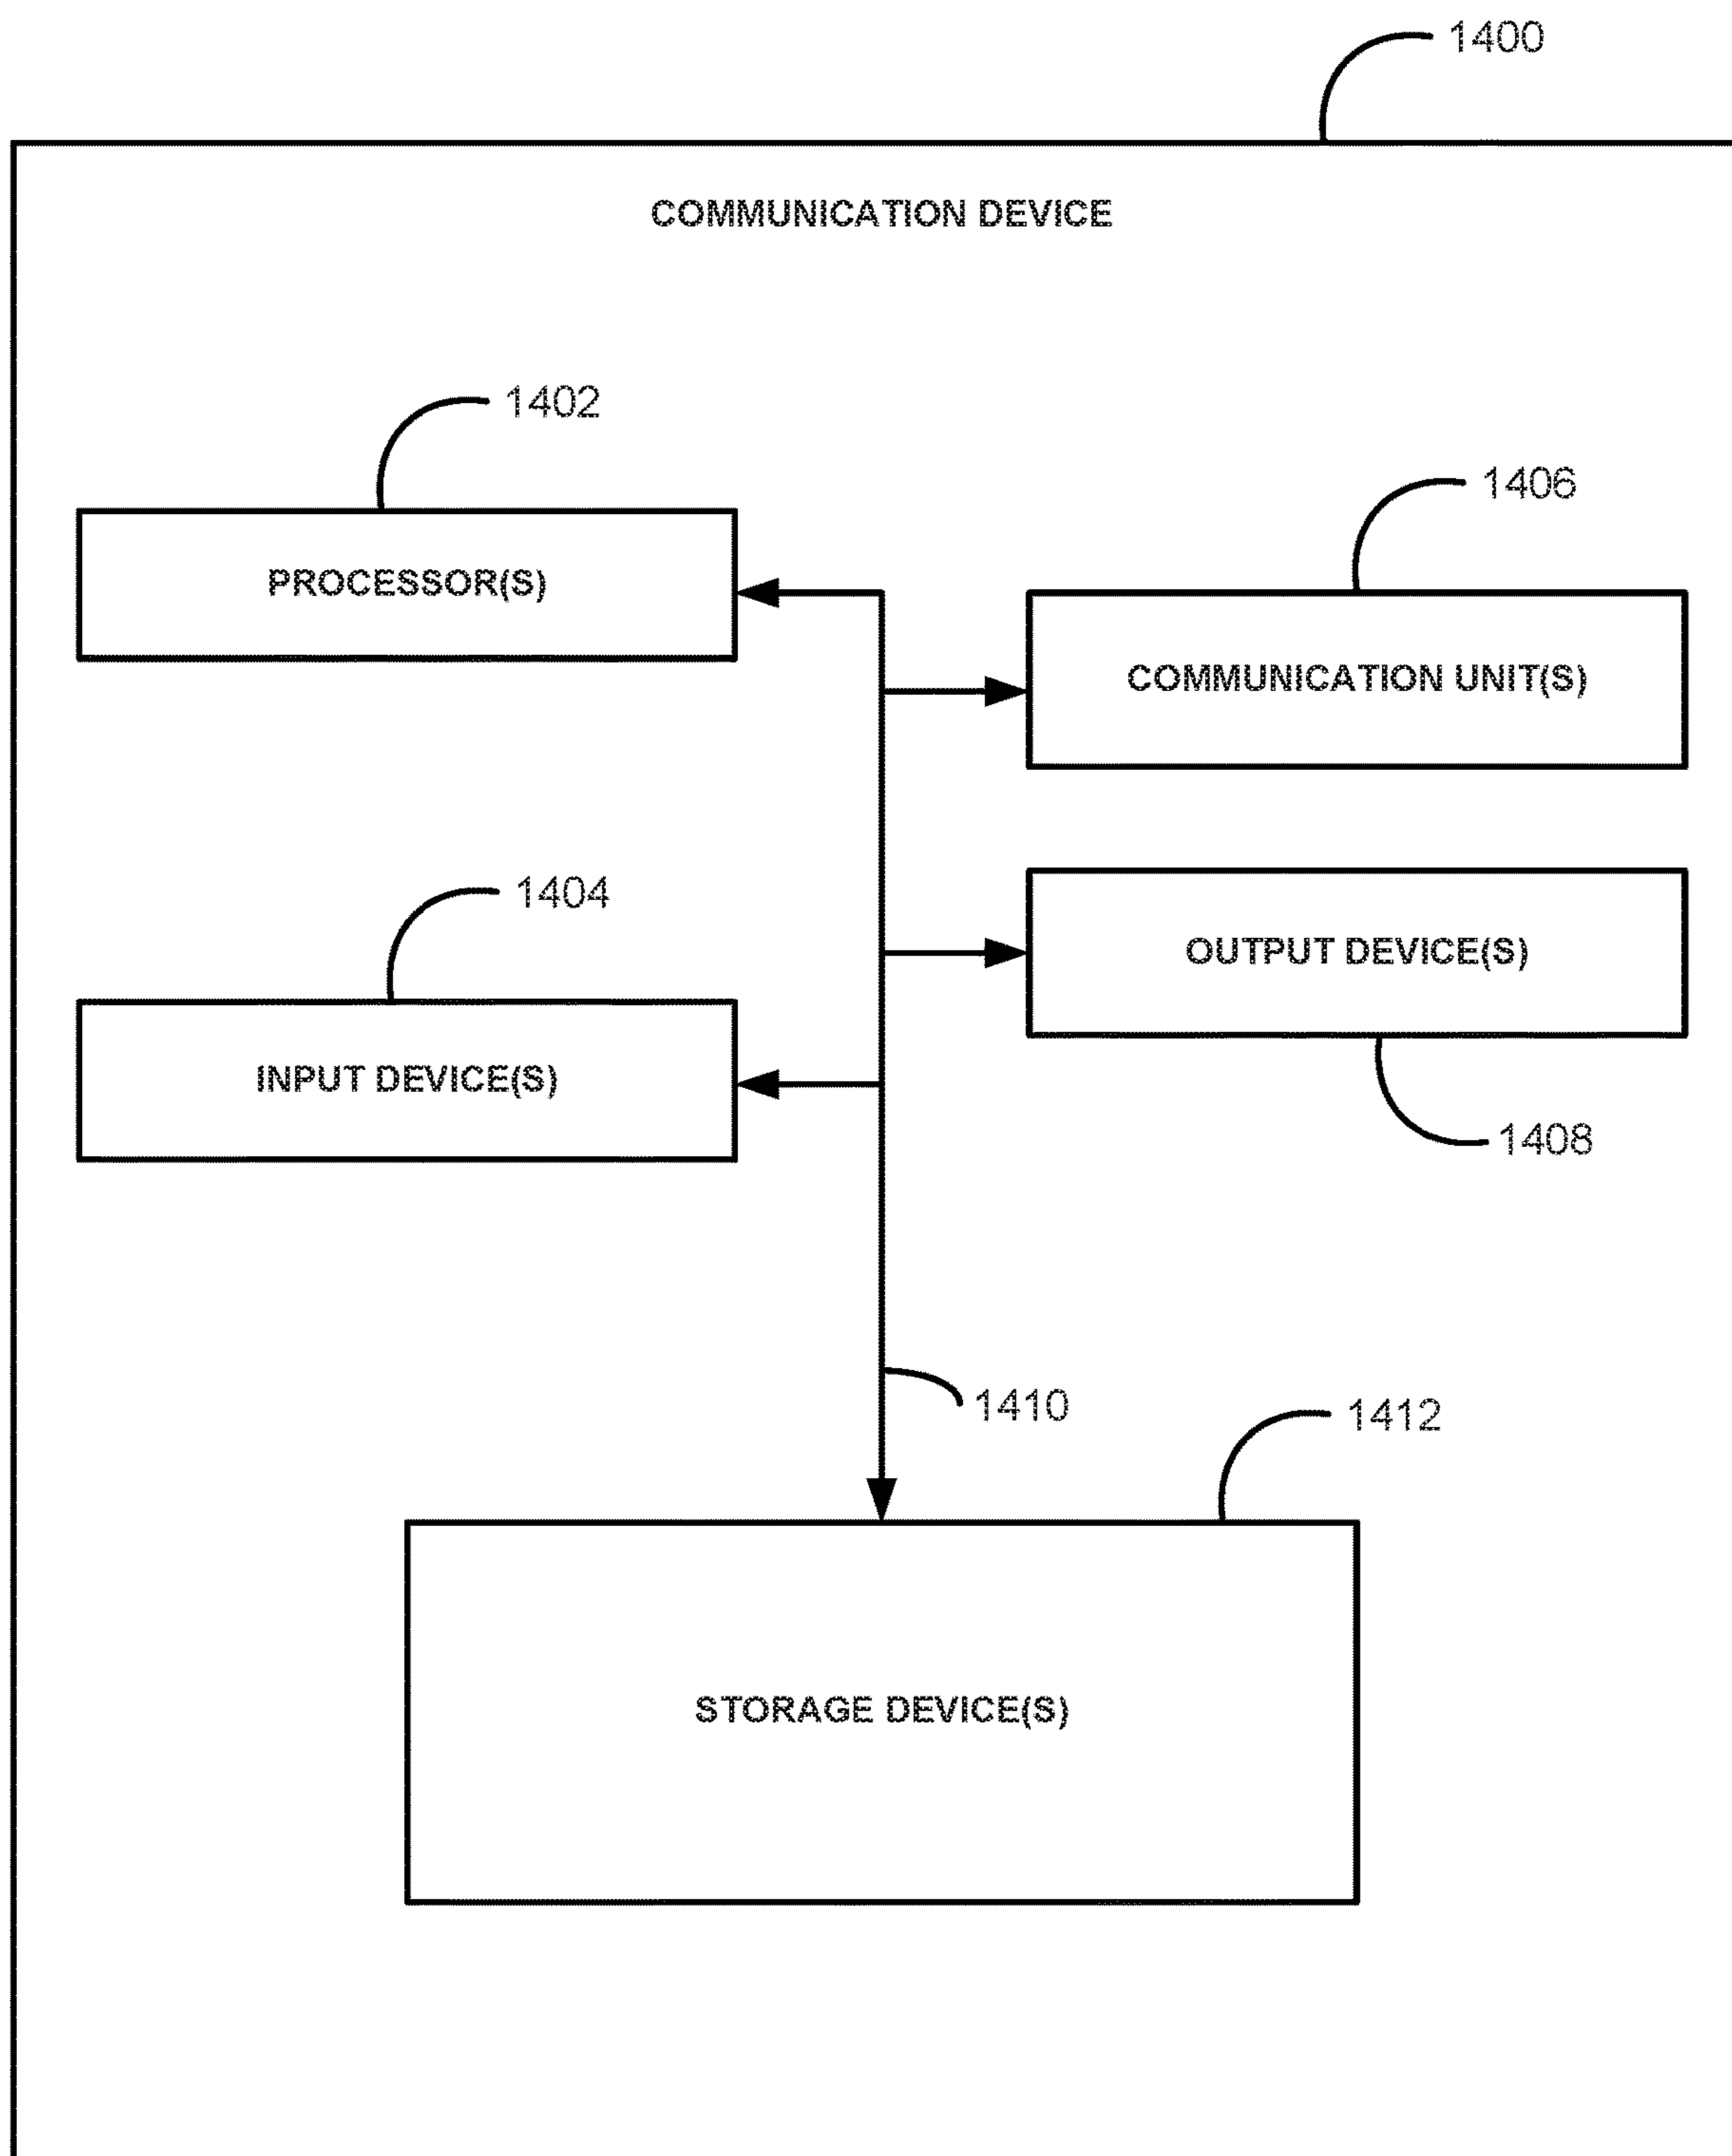 1400
COMMUNICATION DEVICE
1402
PROCESSOR(S)
1406
COMMUNICATION UNIT(S)
1404
INPUT DEVICE(S)
OUTPUT DEVICE(S)
1408
1410
1412
STORAGE DEVICE(S)